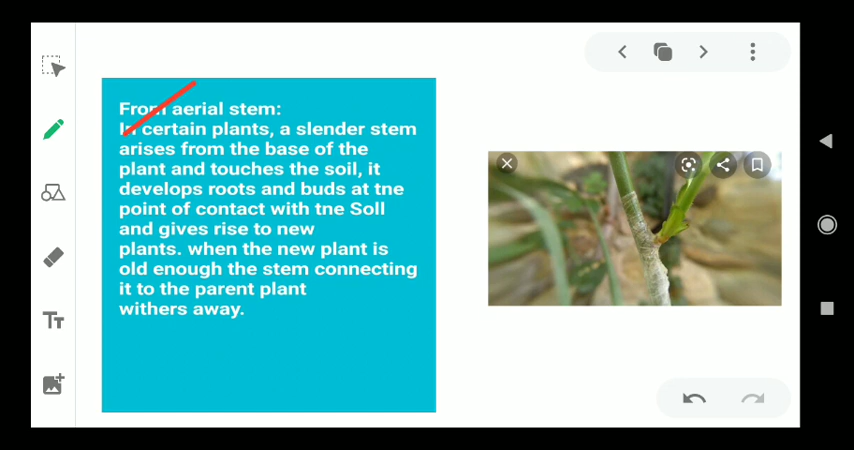 From aerial stem:
In certain plants, a slender stem
arises from the base of the
plant and touches the soil, it
develops roots and buds at tne
point of contact with tne Soll
and gives rise to new
plants. when the new plant is
old enough the stem connecting
it to the parent plant
withers away.